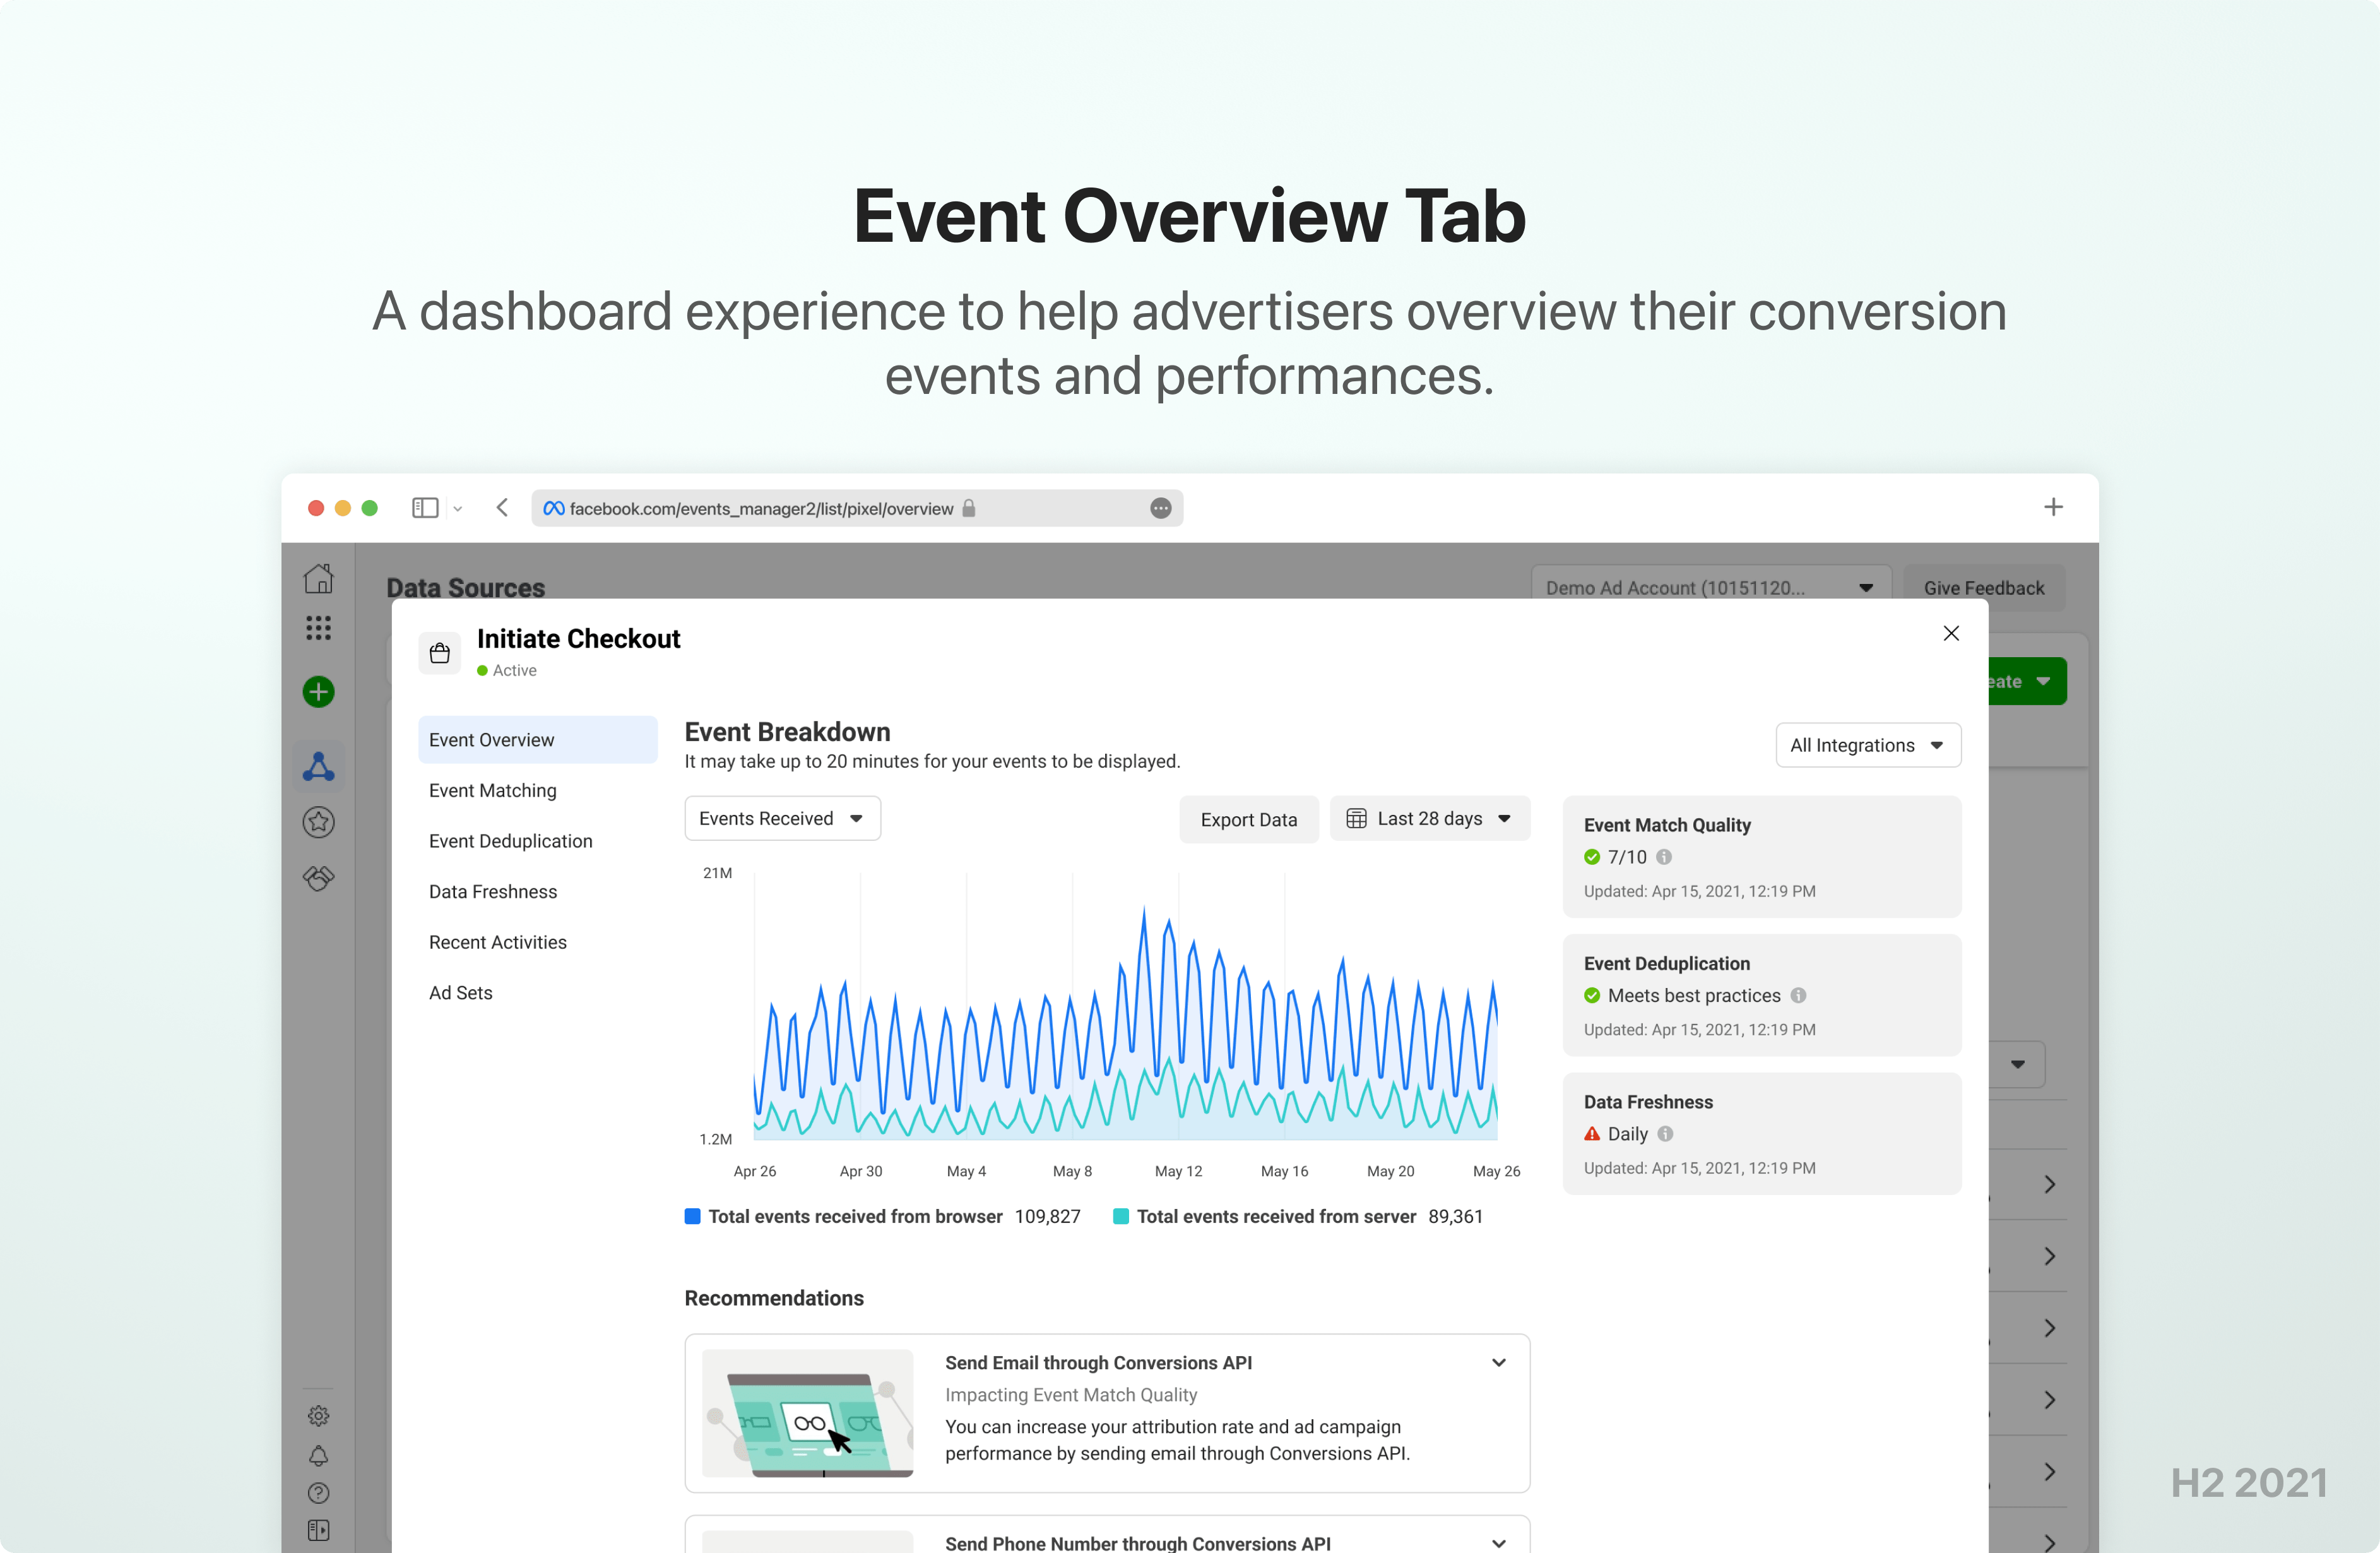 Event Overview Tab
A dashboard experience to help advertisers overview their conversion
events and performances.
facebook.com/events_manager2/list/pixel/overview
Data Sources
Demo Ad Account (10151120...
Give Feedback
Initiate Checkout
Active
eate
Event Overview
Event Matching
Event Deduplication
Data Freshness
Recent Activities
Ad Sets
Event Breakdown
It may take up to 20 minutes for your events to be displayed.
All Integrations
Events Received
Export Data
Last 28 days
21M
1.2M
Apr 26 Apr 30 May 4 May 8 May 12 May 16 May 20 May 26
Total events received from browser 109,827 Total events received from server 89,361
Event Match Quality
7/10
Updated: Apr 15, 2021, 12:19 PM
Event Deduplication
Meets best practices
Updated: Apr 15, 2021, 12:19 PM
Data Freshness
Daily
Updated: Apr 15, 2021, 12:19 PM
Recommendations
Send Email through Conversions API
Impacting Event Match Quality
You can increase your attribution rate and ad campaign
performance by sending email through Conversions API.
Send Phone Number through Conversions API
H2 2021